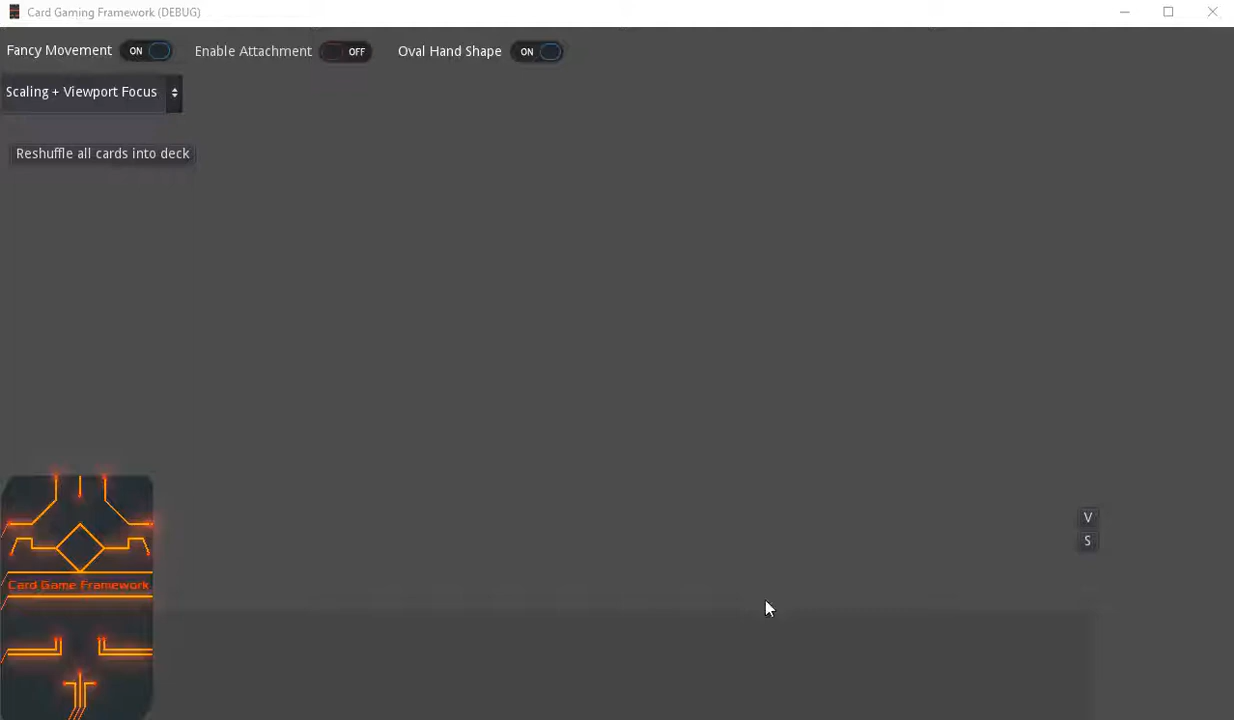 Card Gaming Framework (DEBUG)
Fancy Movement ON Enable Attachment OFF Oval Hand Shape ON
Scaling + Viewport Focus
Reshuffle all cards into deck
V
S
Card Game Framework